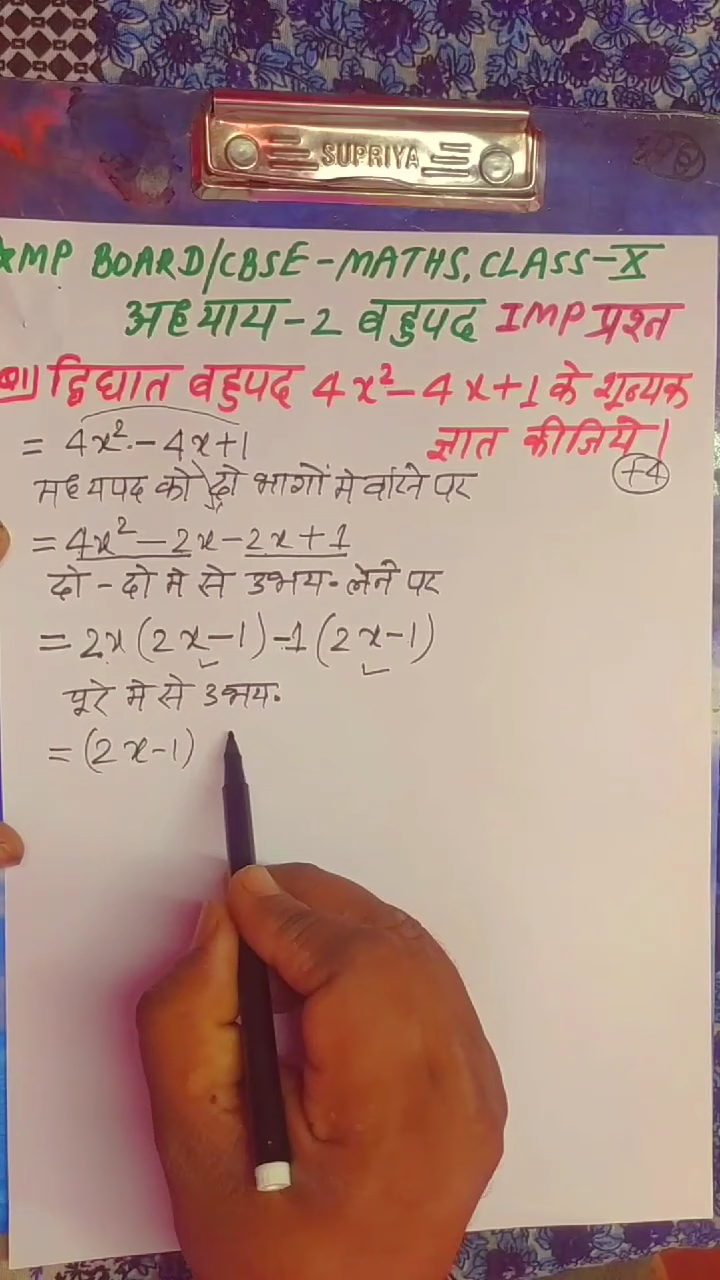 SUPRIYA
MP BOARD/CBSE-MATHS, CLASS-X
अध्याय-2 बहुपद IMP प्रश्न
द्विघात बहुपद 4x²-4x+1 के शून्यक
ज्ञात कीजिये।
= 4x²-4x+1
+4
मध्यपद को दो भागों मे बांटने पर
= 4x²-2x-2x+1
दो-दो मे से उभय. लेने पर
= 2x(2x-1)-1(2x-1)
पूरे मे से उभय.
= (2x-1)